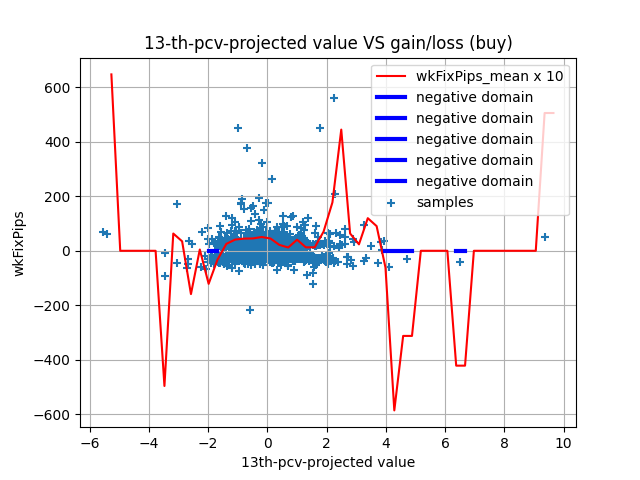 13-th-pcv-projected value VS gain/loss (buy)
wkFixPips_mean x 10
negative domain
negative domain
negative domain
negative domain
negative domain
samples
wkFixPips
600
400
200
0
−200
−400
−600
−6 −4 −2 0 2 4 6 8 10
13th-pcv-projected value